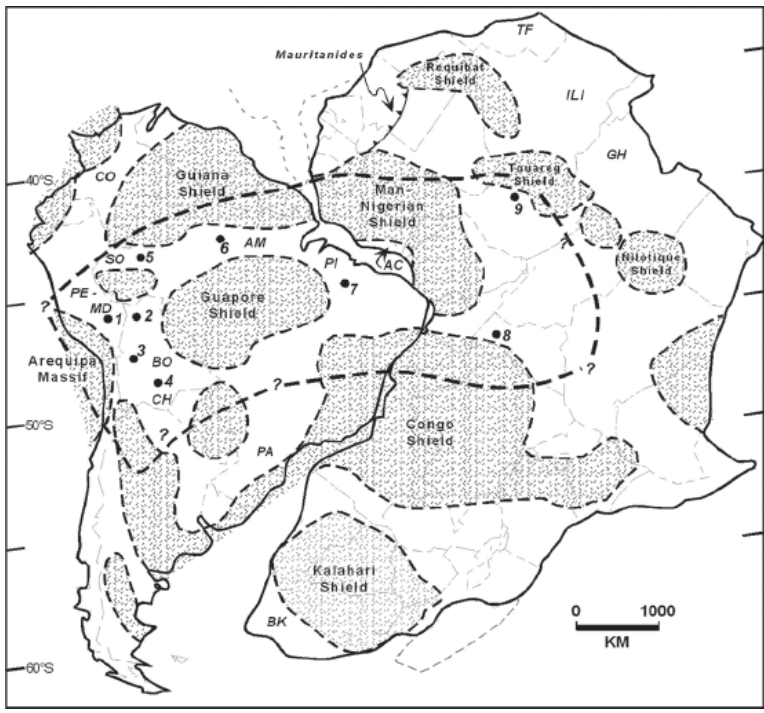 TF
Mauritanides
Requibat
Shield
ILI
GH
CO
40°S
Guiana
Shield
Man-
Nigerian
Shield
Touareg
Shield
9
?
6
AM
SO
5
PI
AC
7
Nilotique
Shield
?
PE -
MD
1
2
Guapore
Shield
8
3
BO
Arequipa
Massif
4
CH
?
?
50°S
?
Congo
Shield
PA
Kalahari
Shield
BK
0
1000
KM
60°S